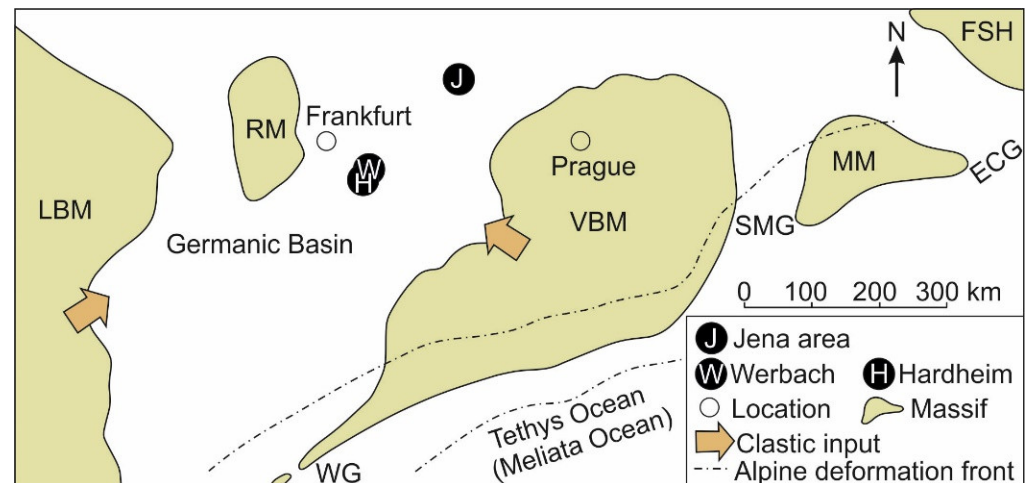 N
FSH
J
RM
Frankfurt
W
H
Prague
MM
ECG
LBM
VBM
SMG
Germanic Basin
0 100 200 300 km
J Jena area
W Werbach H Hardheim
Location Massif
Clastic input
Alpine deformation front
Tethys Ocean
(Meliata Ocean)
WG